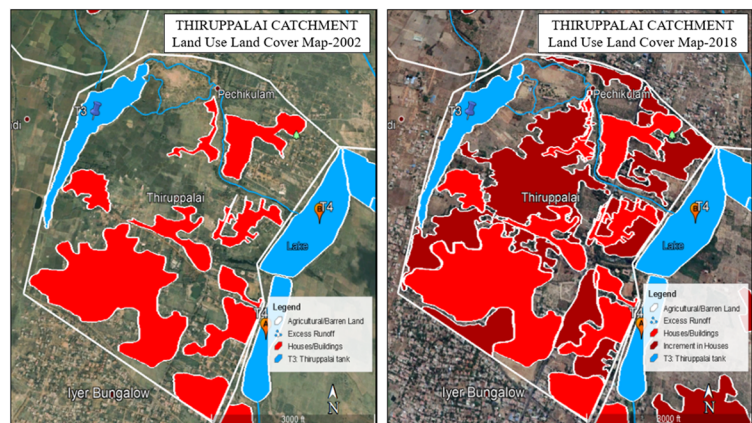 THIRUPPALAI CATCHMENT
Land Use Land Cover Map-2002
Pechikulam
T3
di
Thiruppalai
T4
Lake
Legend
Agricultural/Barren Land
Excess Runoff
Houses/Buildings
T3: Thiruppalai tank
Iyer Bungalow
N
3000 ft
THIRUPPALAI CATCHMENT
Land Use Land Cover Map-2018
Pechikulam
T3
di
Thiruppalai
T4
Lake
Legend
Agricultural/Barren Land
Excess Runoff
Houses/Buildings
Increment in Houses
T3: Thiruppalai tank
Iyer Bungalow
N
3000 ft